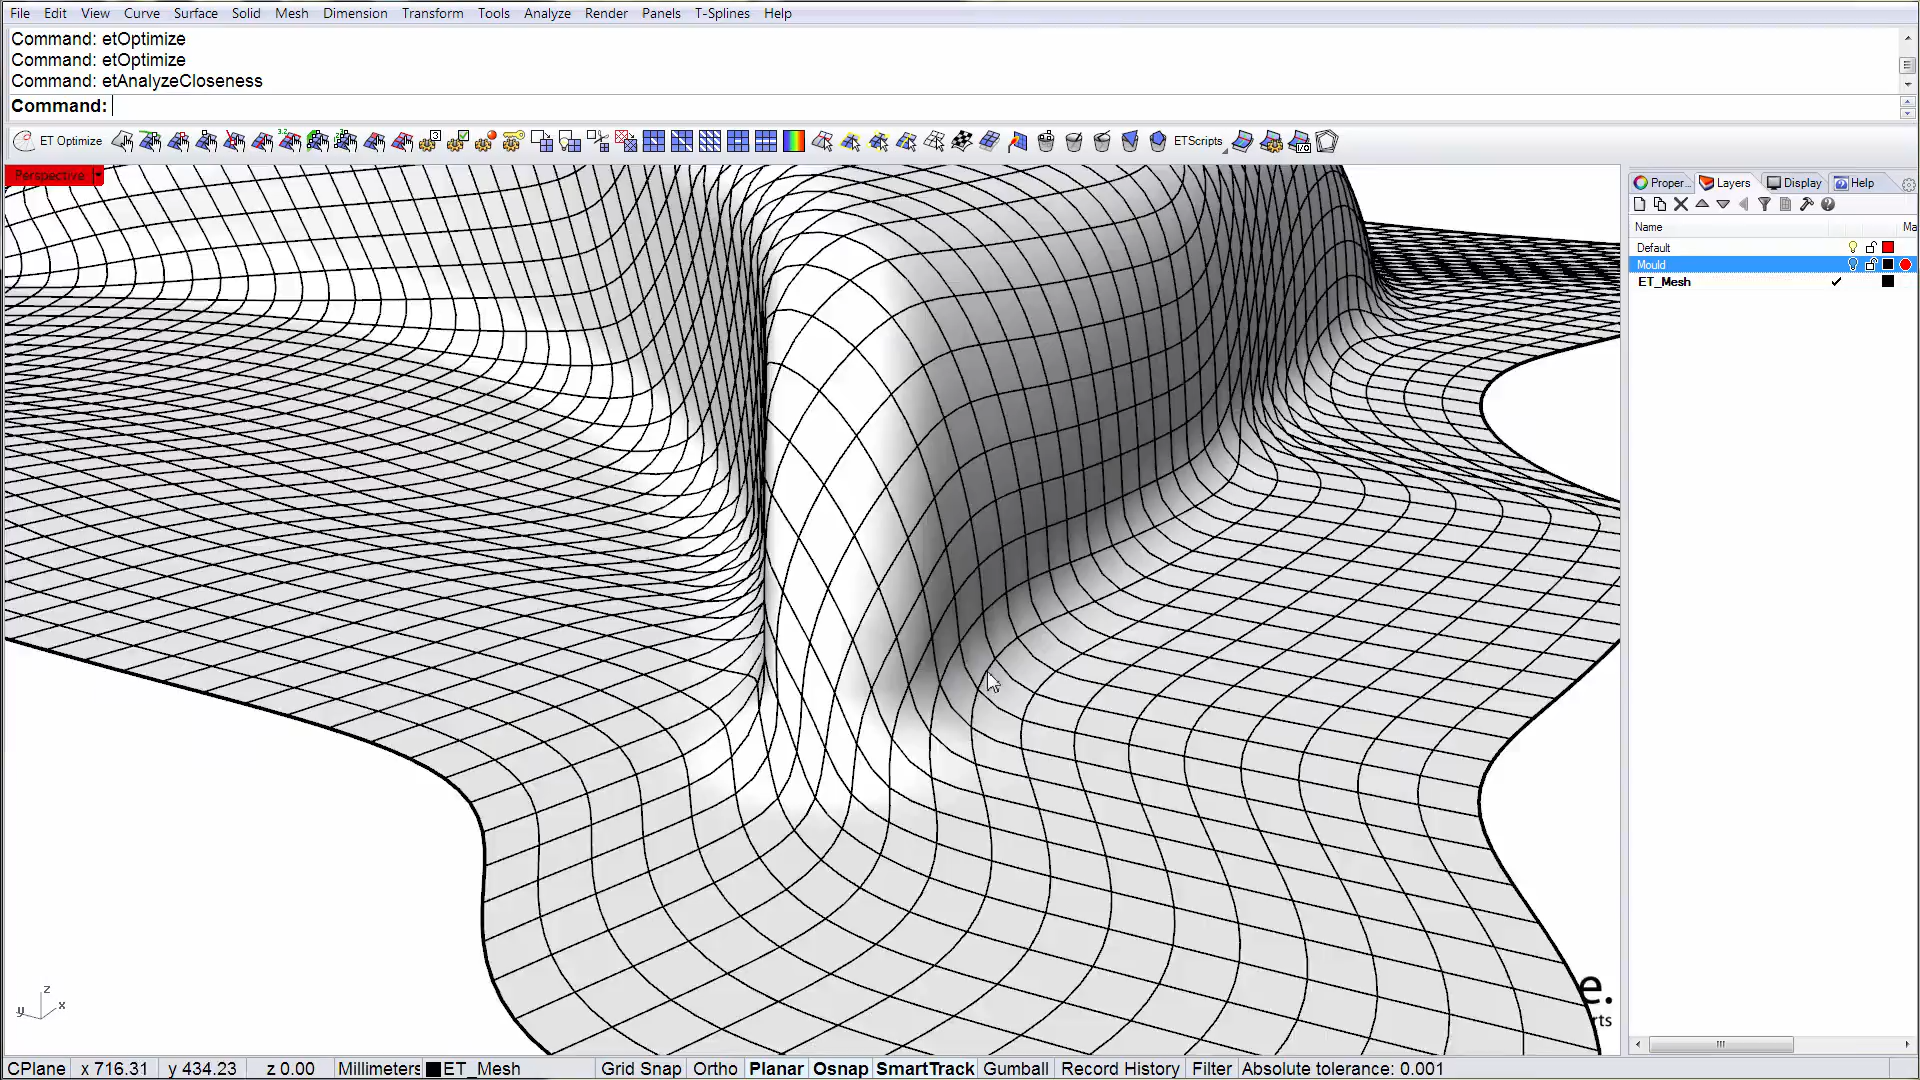 File Edit View Curve Surface Solid Mesh Dimension Transform Tools Analyze Render Panels T-Splines Help
Command: etOptimize
Command: etOptimize
Command: etAnalyzeCloseness
Command:
ET Optimize ETScripts
Perspective
Proper... Layers Display Help
Name Ma
Default
Mould
ET_Mesh
z
y x
e.
rts
CPlane x 716.31 y 434.23 z 0.00 Millimeters ET_Mesh Grid Snap Ortho Planar Osnap SmartTrack Gumball Record History Filter Absolute tolerance: 0.001